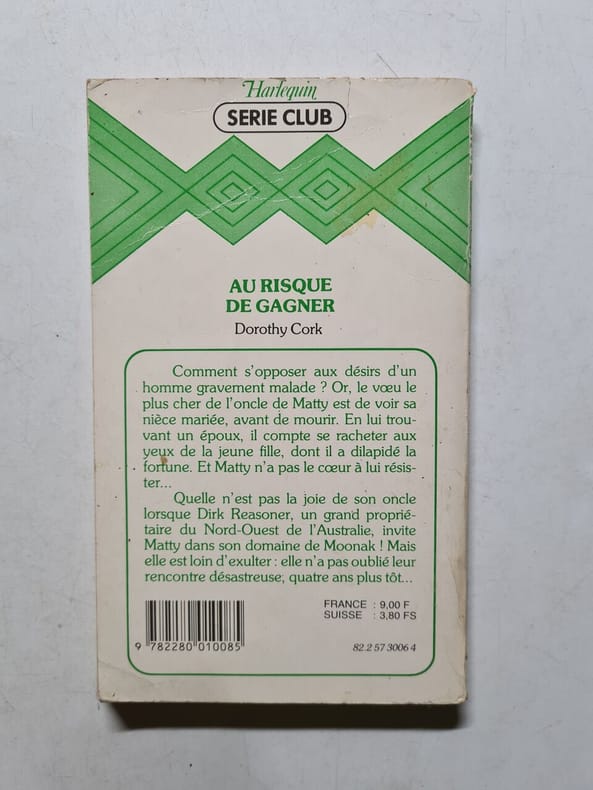 Harlequin
SERIE CLUB
AU RISQUE
DE GAGNER
Dorothy Cork
Comment s'opposer aux désirs d'un
homme gravement malade ? Or, le vœu le
plus cher de l'oncle de Matty est de voir sa
nièce mariée, avant de mourir. En lui trou-
vant un époux, il compte se racheter aux
yeux de la jeune fille, dont il a dilapidé la
fortune. Et Matty n'a pas le cœur à lui résis-
ter...
Quelle n'est pas la joie de son oncle
lorsque Dirk Reasoner, un grand proprié-
taire du Nord-Ouest de l'Australie, invite
Matty dans son domaine de Moonak ! Mais
elle est loin d'exulter : elle n'a pas oublié leur
rencontre désastreuse, quatre ans plus tôt...
FRANCE : 9,00 F
SUISSE : 3,80 FS
9 782280 010085
82.2 57 3006 4